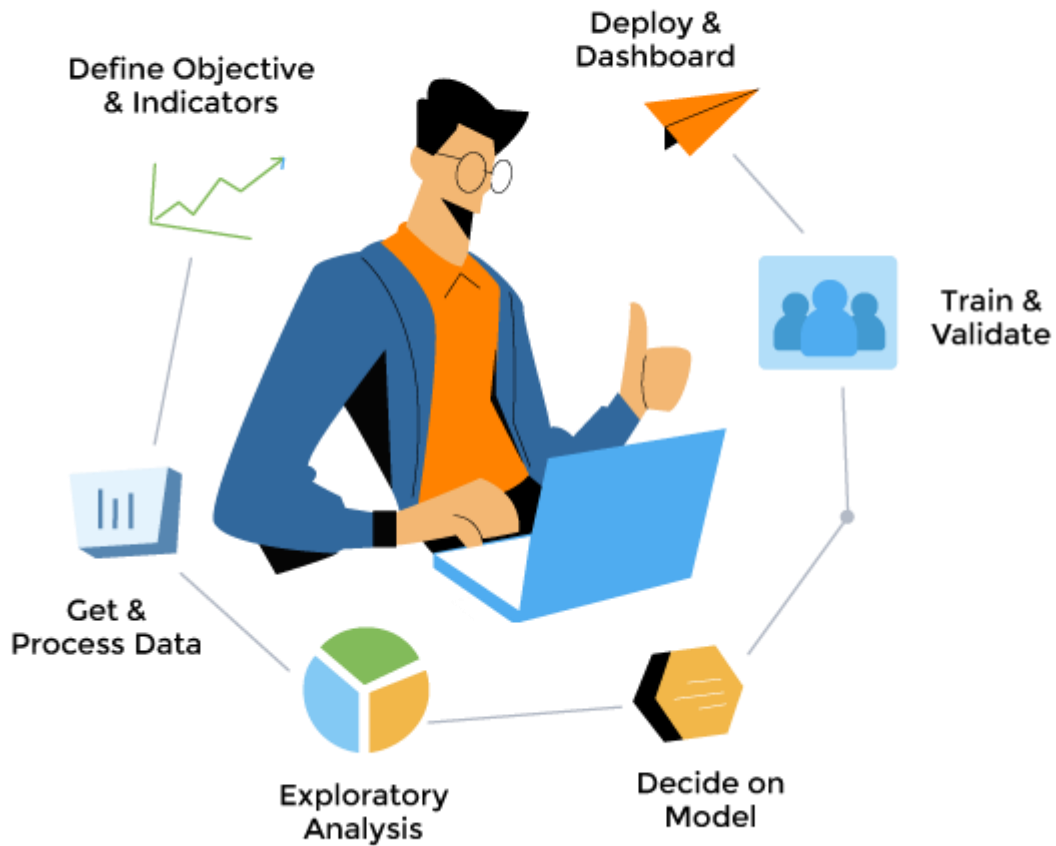 Define Objective
& Indicators
Get &
Process Data
Exploratory
Analysis
Decide on
Model
Train &
Validate
Deploy &
Dashboard